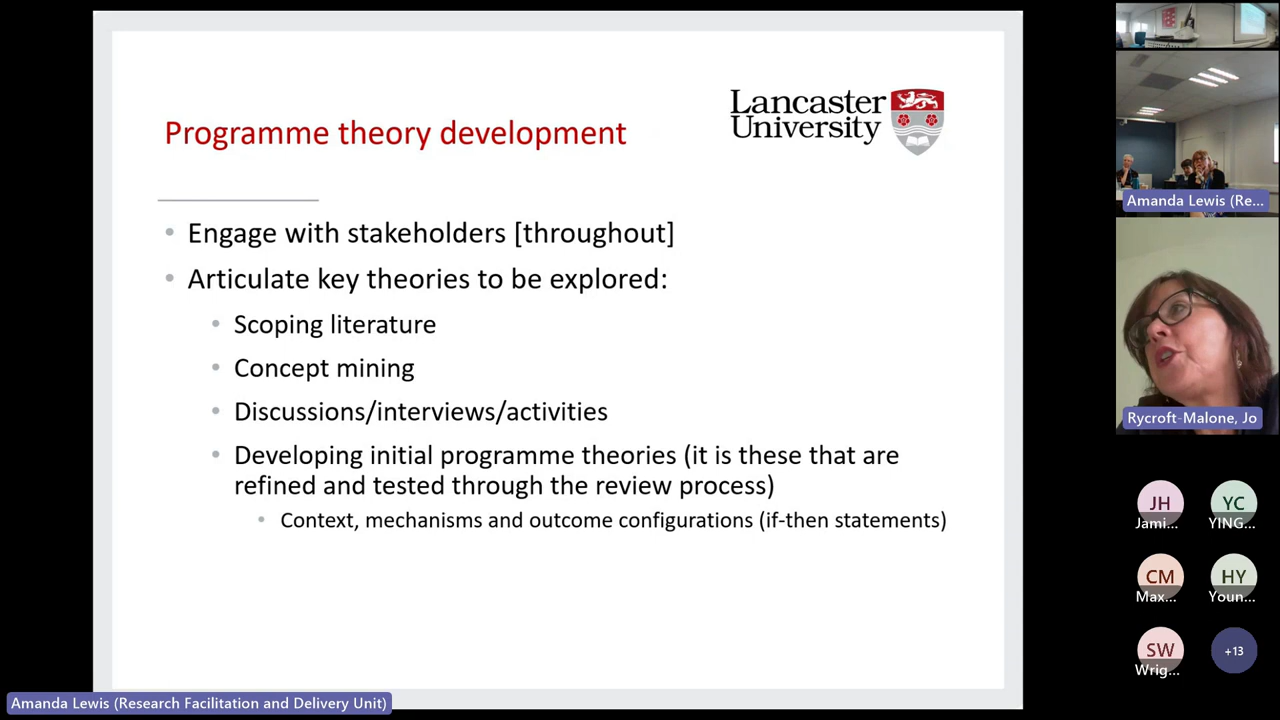 Programme theory development
Lancaster
University
• Engage with stakeholders [throughout]
• Articulate key theories to be explored:
• Scoping literature
• Concept mining
• Discussions/interviews/activities
• Developing initial programme theories (it is these that are
refined and tested through the review process)
• Context, mechanisms and outcome configurations (if-then statements)
Amanda Lewis (Research Facilitation and Delivery Unit)
Amanda Lewis (Re...
Rycroft-Malone, Jo
JH
Jami...
YC
YING...
CM
Max...
HY
Youn...
SW
Wrig...
+13